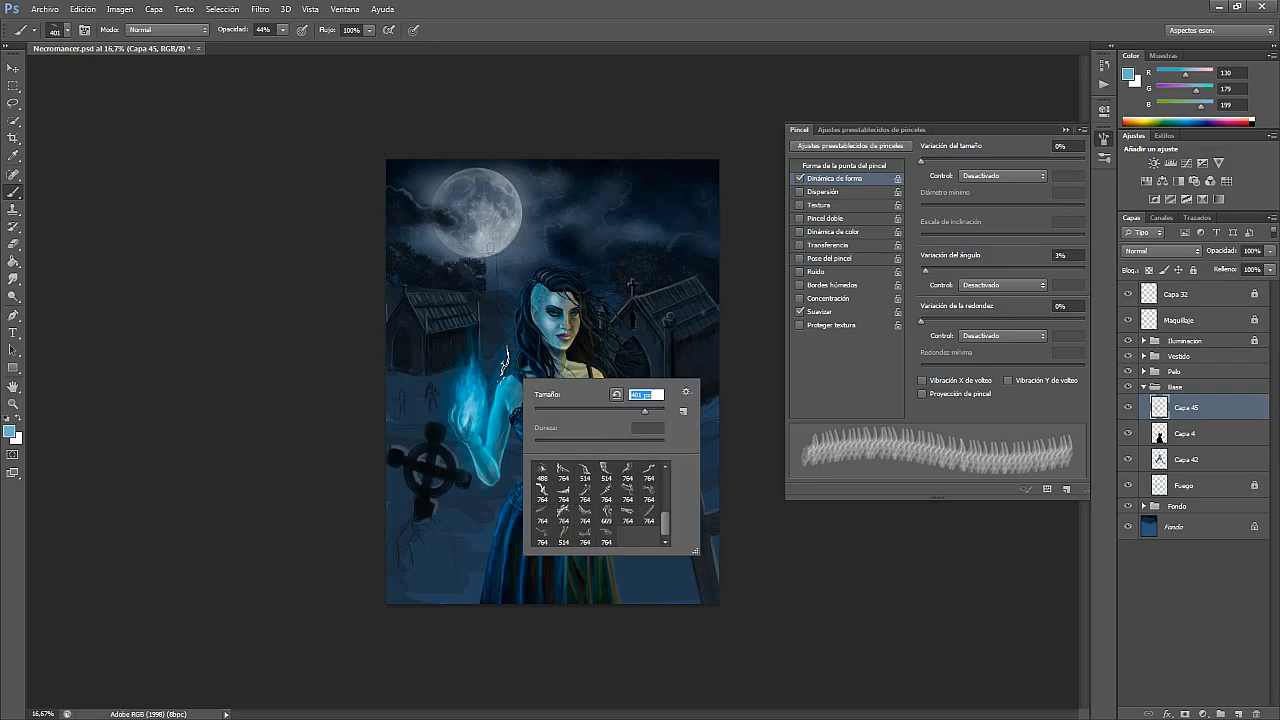 Ps Archivo Edición Imagen Capa Texto Selección Filtro 3D Vista Ventana Ayuda
401 Modo: Normal Opacidad: 44% Flujo: 100% Aspectos esen.
Necromancer.psd al 16,7% (Capa 45, RGB/8) * ×
Color Muestras
R 130
G 179
B 199
Ajustes Estilos
Añadir un ajuste
Capas Canales Trazados
Tipo
Normal Opacidad: 100%
Bloq.: Relleno: 100%
Capa 32
Maquillaje
Iluminacion
Vestido
Pelo
Base
Capa 45
Capa 4
Capa 42
Fuego
Fondo
Fondo
Pincel Ajustes preestablecidos de pinceles
Ajustes preestablecidos de pinceles
Forma de la punta del pincel
Dinámica de forma
Dispersión
Textura
Pincel doble
Dinámica de color
Transferencia
Pose del pincel
Ruido
Bordes húmedos
Concentración
Suavizar
Proteger textura
Variación del tamaño 0%
Control: Desactivado
Diámetro mínimo
Escala de inclinación
Variación del ángulo 3%
Control: Desactivado
Variación de la redondez 0%
Control: Desactivado
Redondez mínima
Vibración X de volteo Vibración Y de volteo
Proyección de pincel
Tamaño: 401 px
Dureza:
488 764 514 514 764 764
764 764 764 764 764 764
764 764 764 669 764 764
764 514 764 764
16,67% Adobe RGB (1998) (8bpc)